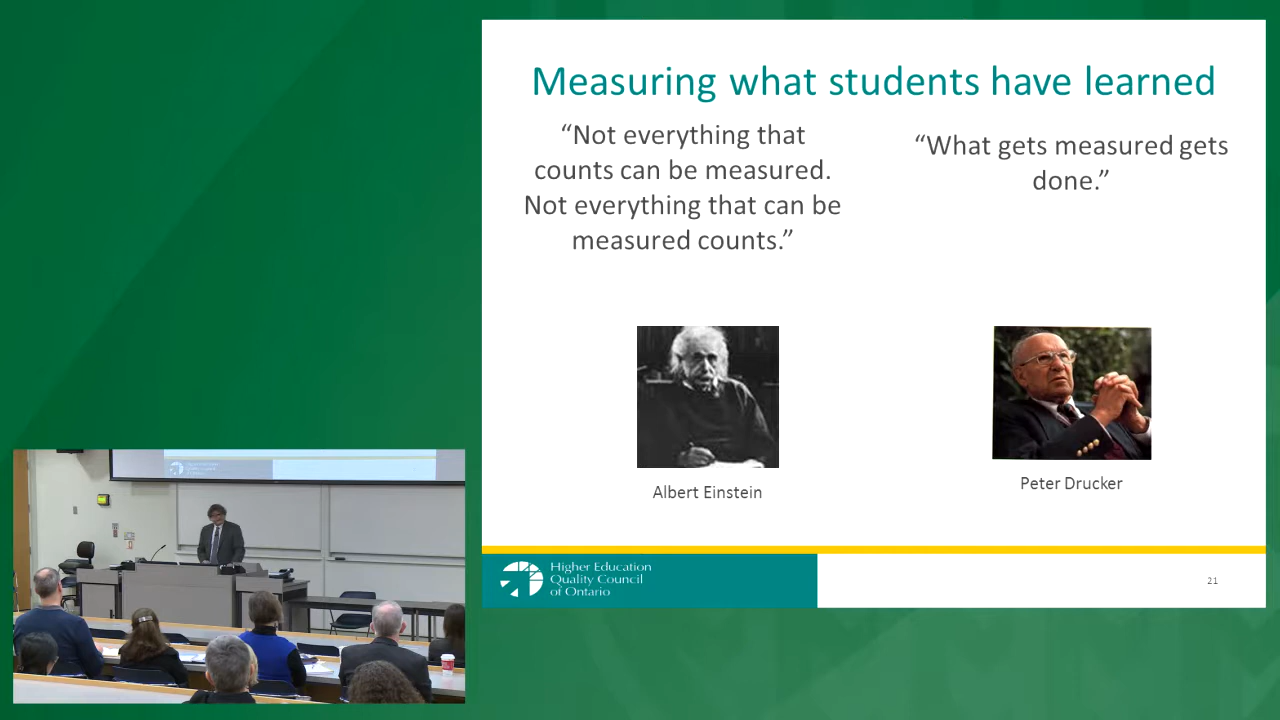 Measuring what students have learned
“Not everything that
counts can be measured.
Not everything that can be
measured counts.”
“What gets measured gets
done.”
Albert Einstein
Peter Drucker
Higher Education
Quality Council
of Ontario
21